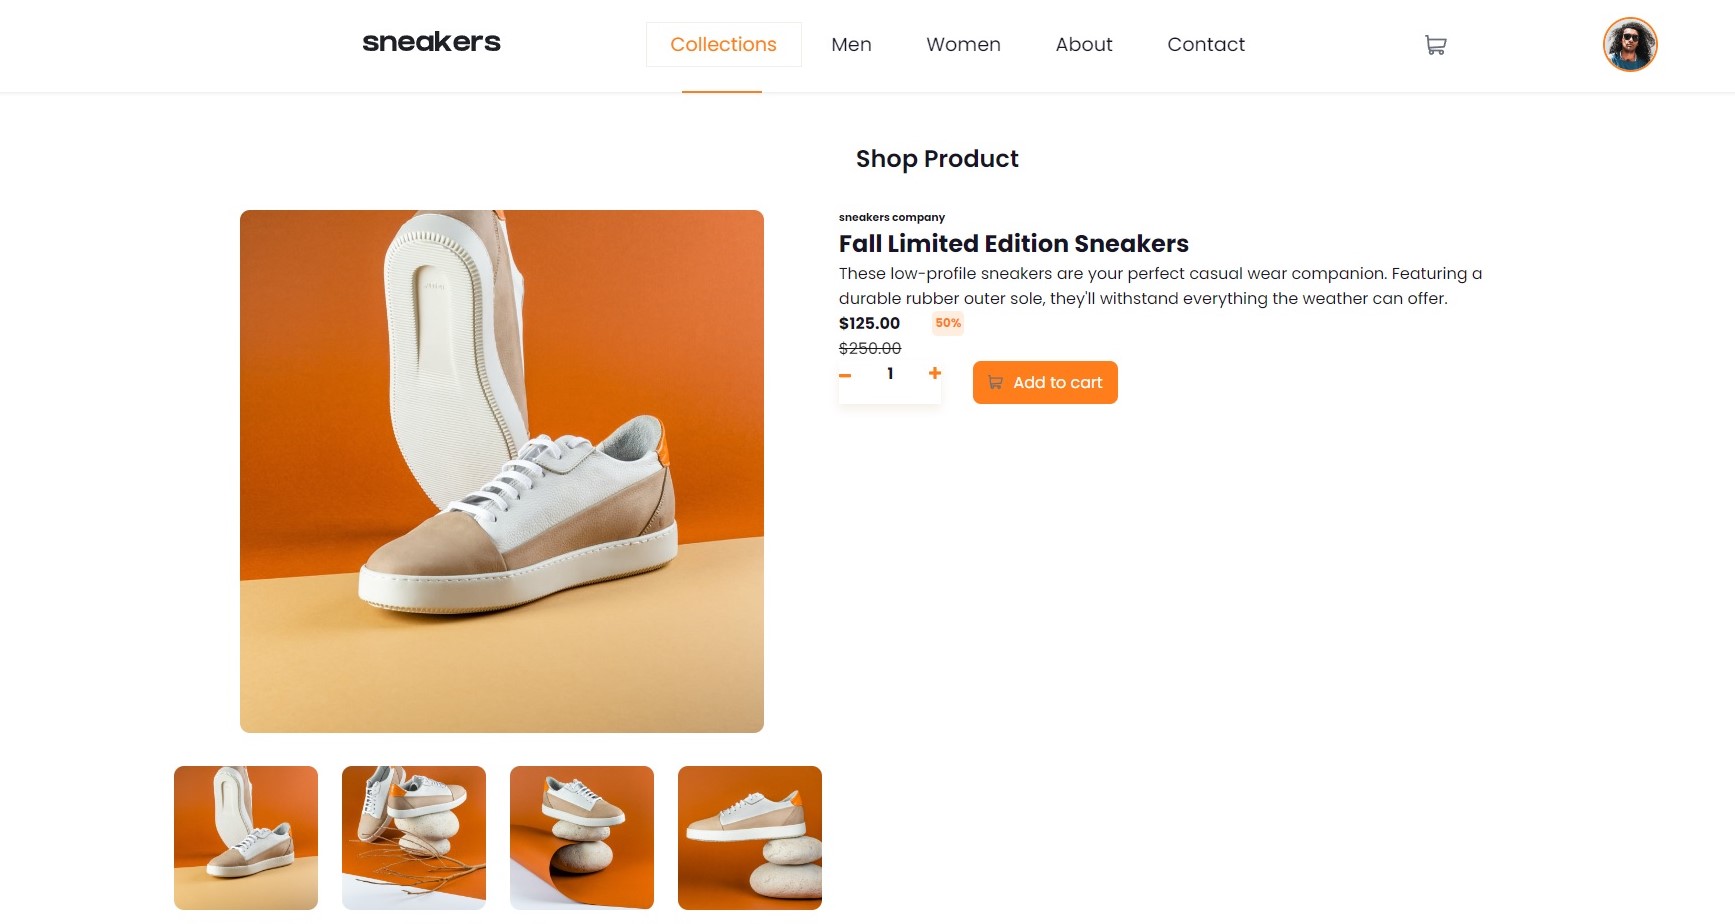 sneakers
Collections Men Women About Contact
Shop Product
sneakers company
Fall Limited Edition Sneakers
These low-profile sneakers are your perfect casual wear companion. Featuring a
durable rubber outer sole, they'll withstand everything the weather can offer.
$125.00 50%
$250.00
- 1 + Add to cart